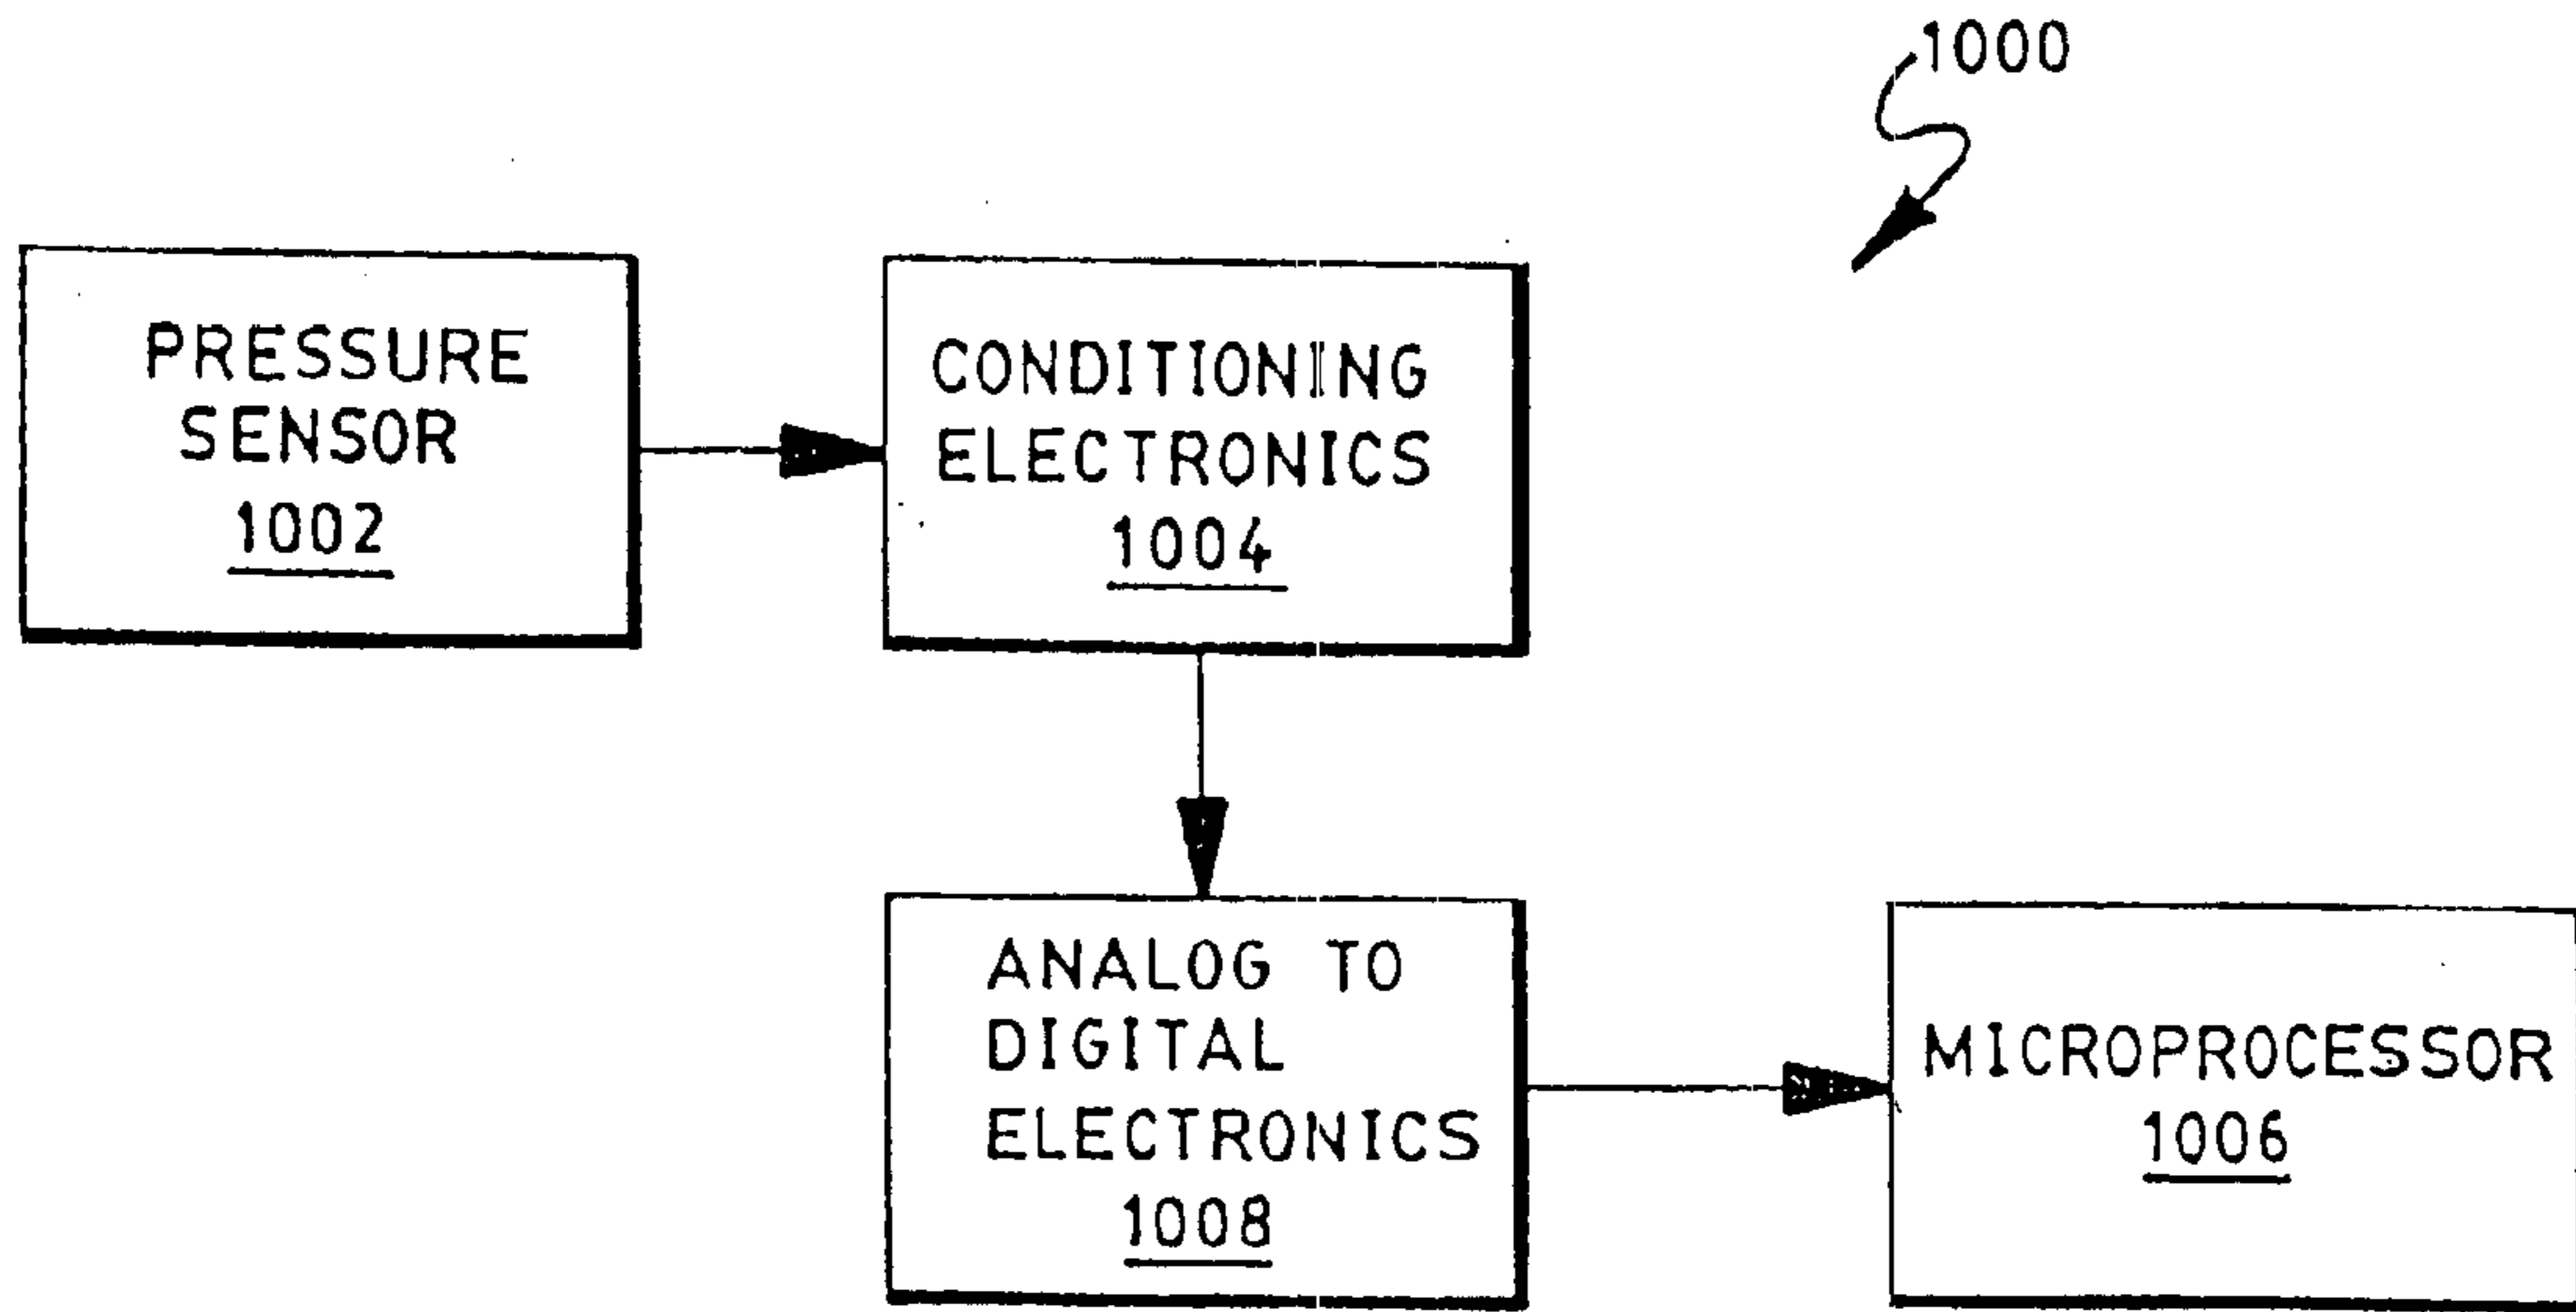 1000
PRESSURE
SENSOR
1002
CONDITIONING
ELECTRONICS
1004
ANALOG TO
DIGITAL
ELECTRONICS
1008
MICROPROCESSOR
1006